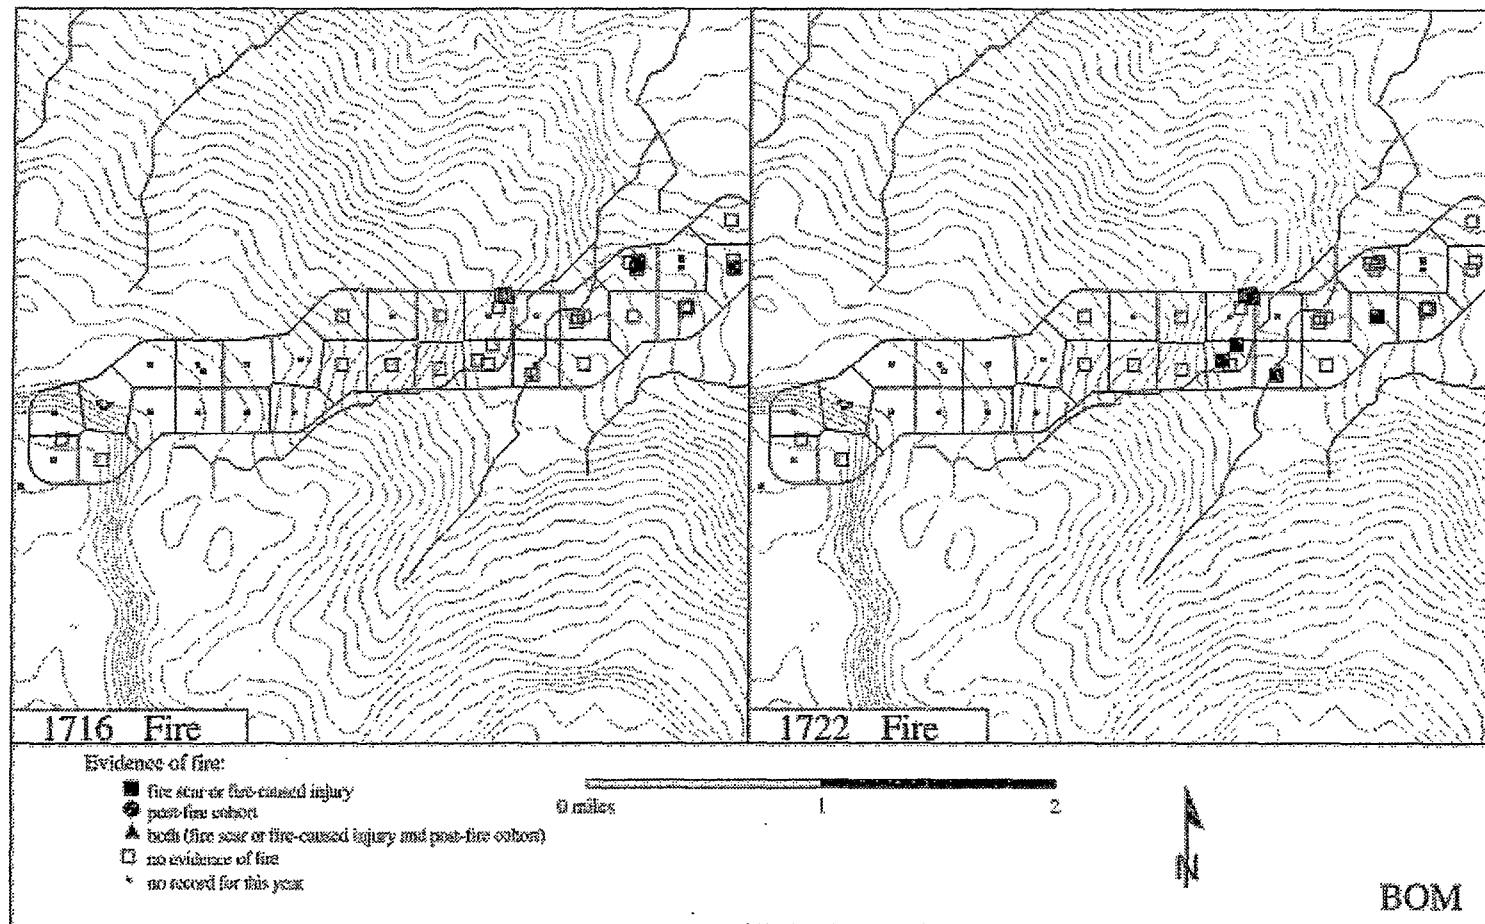 1716 Fire
1722 Fire
Evidence of fire:
fire scar or fire-caused injury
post-fire cohort
both (fire scar or fire-caused injury and post-fire cohort)
no evidence of fire
no record for this year
0 miles 1 2
N
BOM